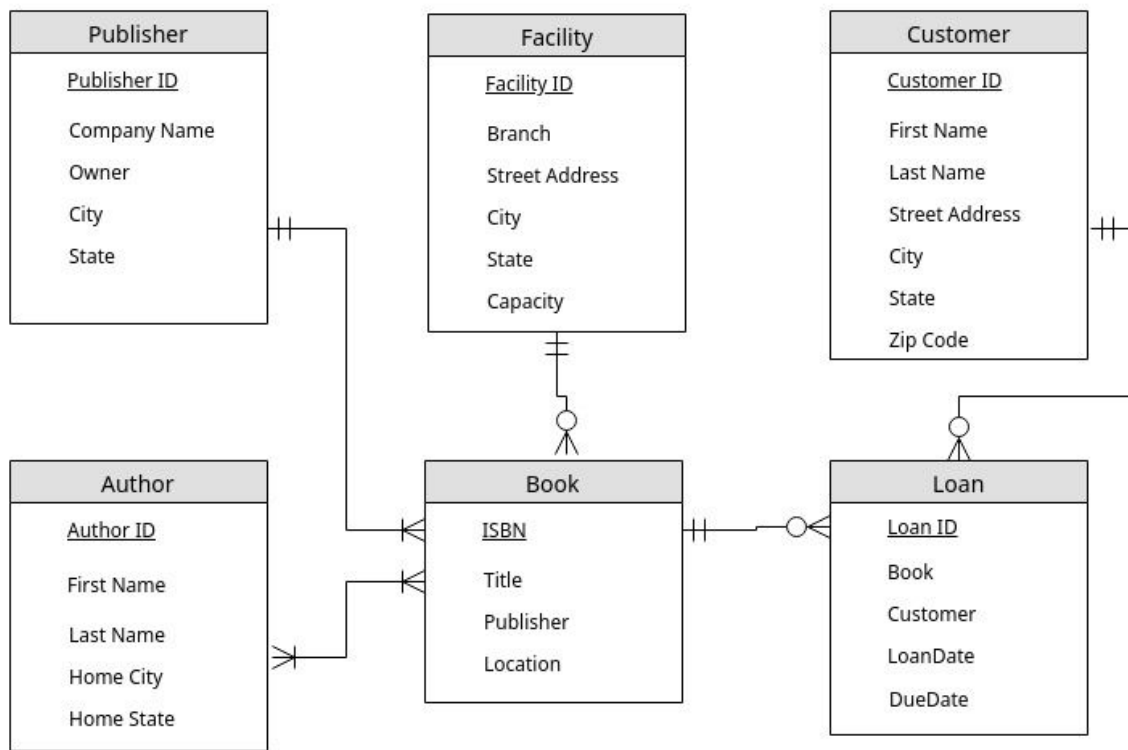 Publisher
Publisher ID
Company Name
Owner
City
State
Facility
Facility ID
Branch
Street Address
City
State
Capacity
Customer
Customer ID
First Name
Last Name
Street Address
City
State
Zip Code
Author
Author ID
First Name
Last Name
Home City
Home State
Book
ISBN
Title
Publisher
Location
Loan
Loan ID
Book
Customer
LoanDate
DueDate